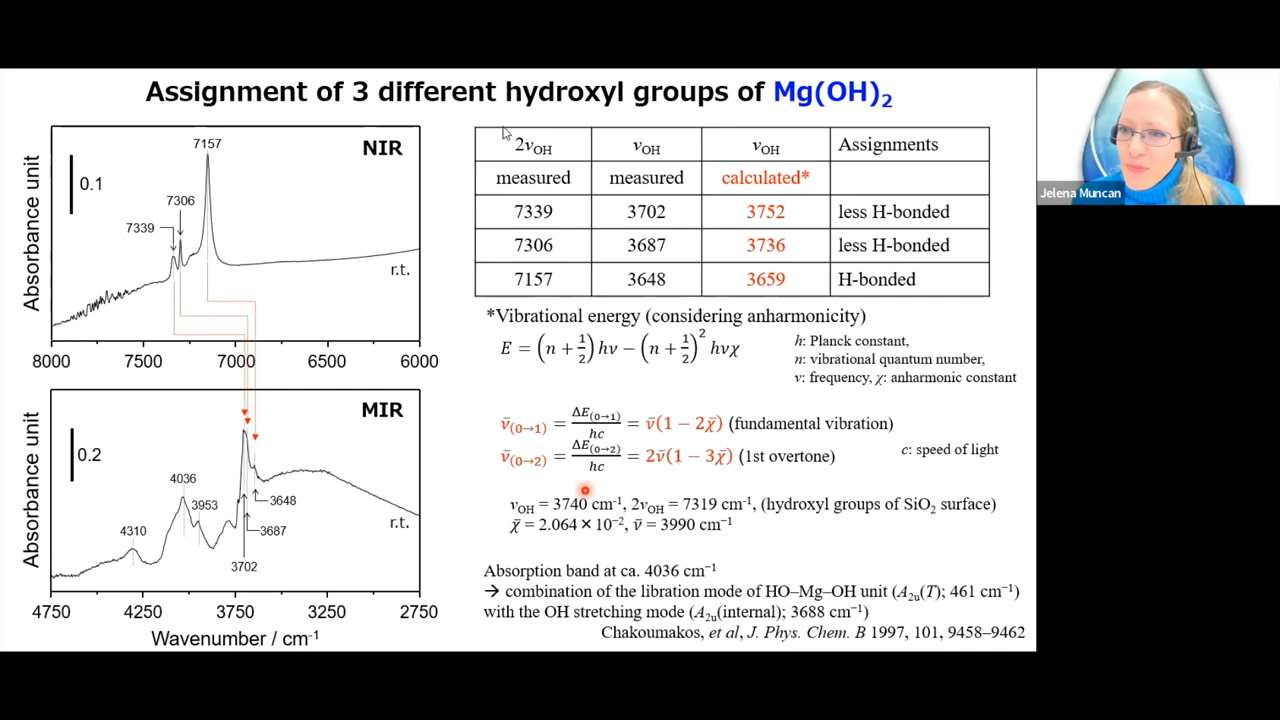 Assignment of 3 different hydroxyl groups of Mg(OH)₂
NIR
0.1
7157
7306
7339
r.t.
Absorbance unit
8000 7500 7000 6500 6000
MIR
0.2
4036
3953
4310
3648
3687
3702
r.t.
Absorbance unit
4750 4250 3750 3250 2750
Wavenumber / cm⁻¹
2ν_OH ν_OH ν_OH Assignments
measured measured calculated*
7339 3702 3752 less H-bonded
7306 3687 3736 less H-bonded
7157 3648 3659 H-bonded
*Vibrational energy (considering anharmonicity)
E = (n + 1/2) hν − (n + 1/2)² hνχ
h: Planck constant,
n: vibrational quantum number,
ν: frequency, χ: anharmonic constant
ν̄(0→1) = ΔE(0→1)/hc = ν̄(1 − 2χ̄) (fundamental vibration)
ν̄(0→2) = ΔE(0→2)/hc = 2ν̄(1 − 3χ̄) (1st overtone)
c: speed of light
ν_OH = 3740 cm⁻¹, 2ν_OH = 7319 cm⁻¹, (hydroxyl groups of SiO₂ surface)
χ̄ = 2.064 × 10⁻², ν̄ = 3990 cm⁻¹
Absorption band at ca. 4036 cm⁻¹
→ combination of the libration mode of HO–Mg–OH unit (A₂ᵤ(T); 461 cm⁻¹)
with the OH stretching mode (A₂ᵤ(internal); 3688 cm⁻¹)
Chakoumakos, et al, J. Phys. Chem. B 1997, 101, 9458–9462
Jelena Muncan